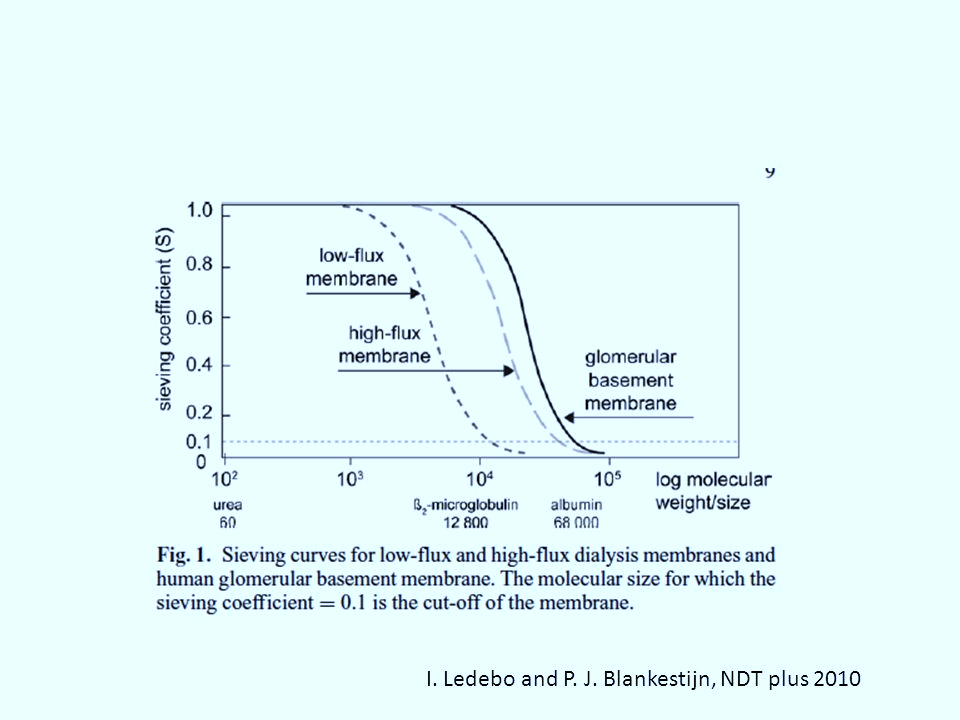 9
1.0
sieving coefficient (S)
low-flux
membrane
0.8
0.6
high-flux
membrane
0.4
glomerular
basement
membrane
0.2
0.1
0
10² 10³ 10⁴ 10⁵ log molecular
weight/size
urea ß₂-microglobulin albumin
60 12 800 68 000
Fig. 1. Sieving curves for low-flux and high-flux dialysis membranes and
human glomerular basement membrane. The molecular size for which the
sieving coefficient = 0.1 is the cut-off of the membrane.
I. Ledebo and P. J. Blankestijn, NDT plus 2010